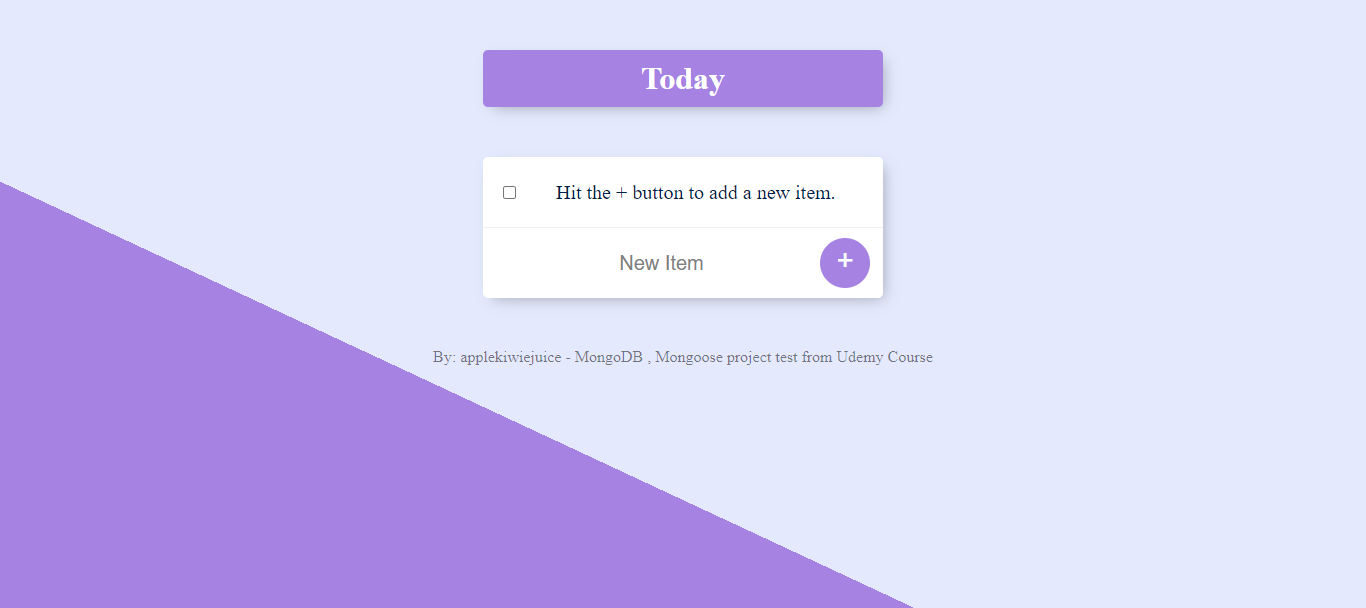 Today
Hit the + button to add a new item.
New Item +
By: applekiwiejuice - MongoDB , Mongoose project test from Udemy Course